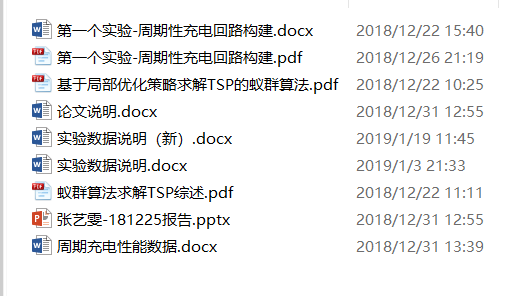 第一个实验-周期性充电回路构建.docx 2018/12/22 15:40
第一个实验-周期性充电回路构建.pdf 2018/12/26 21:19
基于局部优化策略求解TSP的蚁群算法.pdf 2018/12/22 10:25
论文说明.docx 2018/12/31 12:55
实验数据说明（新）.docx 2019/1/19 11:45
实验数据说明.docx 2019/1/3 21:33
蚁群算法求解TSP综述.pdf 2018/12/22 11:11
张艺雯-181225报告.pptx 2018/12/31 12:55
周期充电性能数据.docx 2018/12/31 13:39